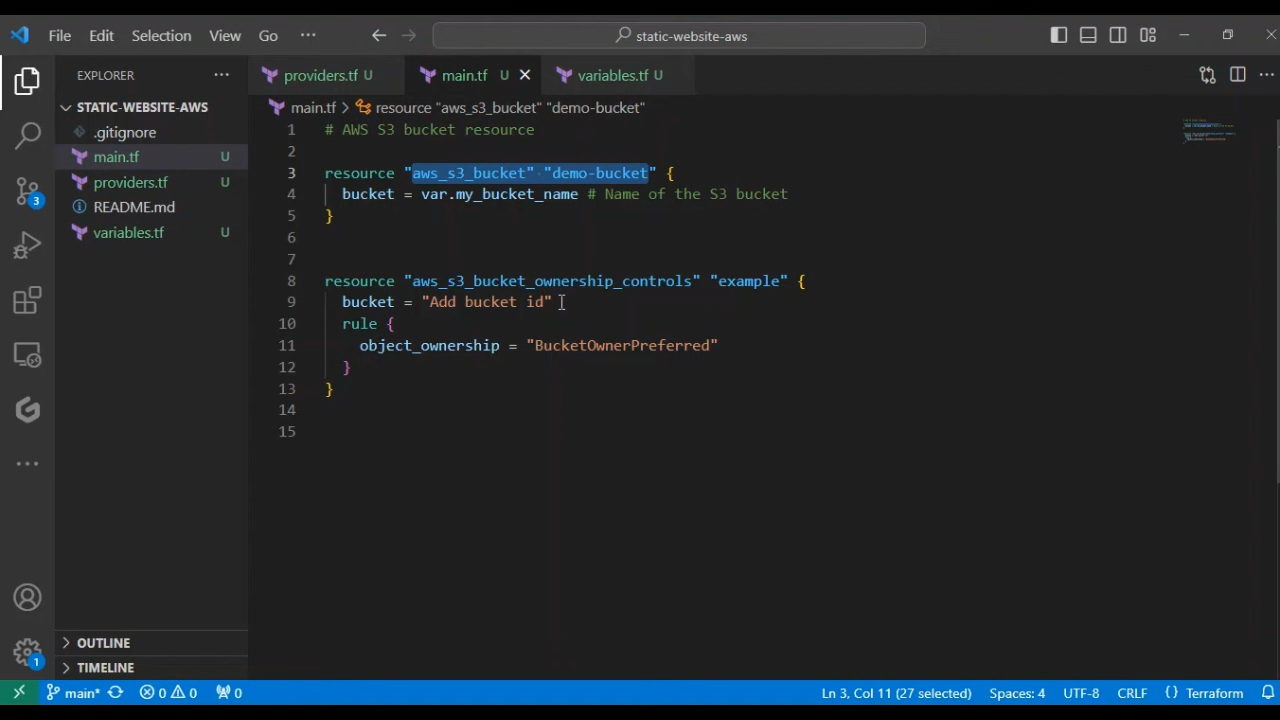 File Edit Selection View Go ··· static-website-aws
EXPLORER ···
STATIC-WEBSITE-AWS
.gitignore
main.tf U
providers.tf U
README.md
variables.tf U
OUTLINE
TIMELINE
3
1
providers.tf U main.tf U variables.tf U
main.tf > resource "aws_s3_bucket" "demo-bucket"
1 # AWS S3 bucket resource
2
3 resource "aws_s3_bucket" "demo-bucket" {
4 bucket = var.my_bucket_name # Name of the S3 bucket
5 }
6
7
8 resource "aws_s3_bucket_ownership_controls" "example" {
9 bucket = "Add bucket id"
10 rule {
11 object_ownership = "BucketOwnerPreferred"
12 }
13 }
14
15
main* 0 0 0 Ln 3, Col 11 (27 selected) Spaces: 4 UTF-8 CRLF {} Terraform